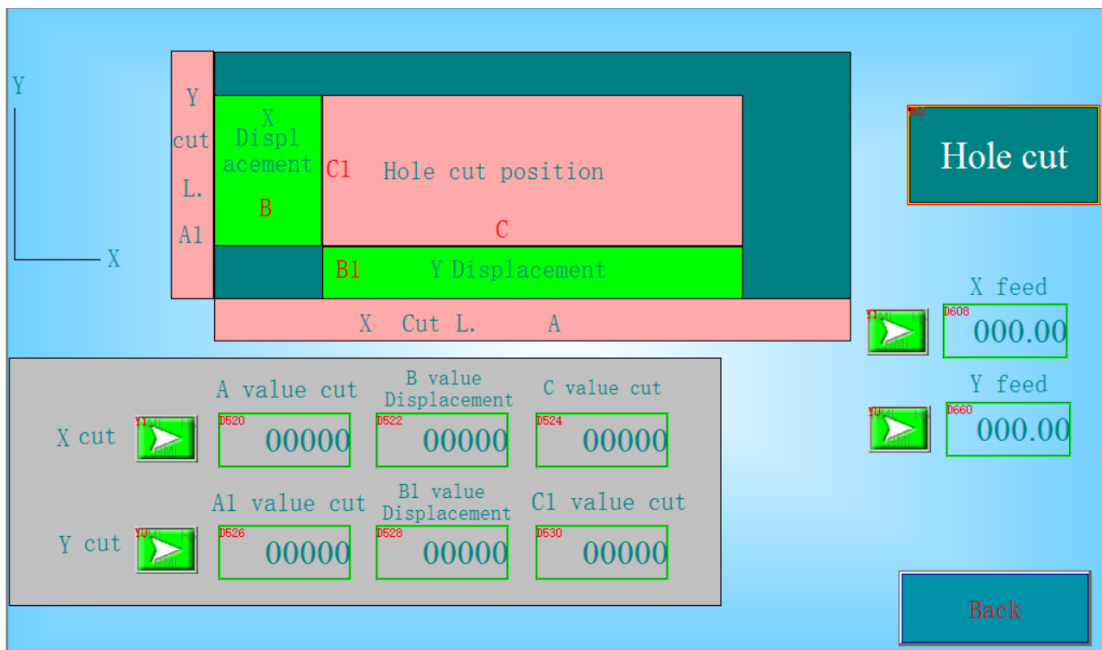 Y
X
Y
cut
L.
A1
X
Displ
acement
B
C1
Hole cut position
C
B1
Y Displacement
X Cut L. A
Hole cut
X feed
D608
000.00
Y feed
D660
000.00
A value cut
B value
Displacement
C value cut
X cut
D520
00000
D522
00000
D524
00000
A1 value cut
B1 value
Displacement
C1 value cut
Y cut
D526
00000
D528
00000
D530
00000
Back